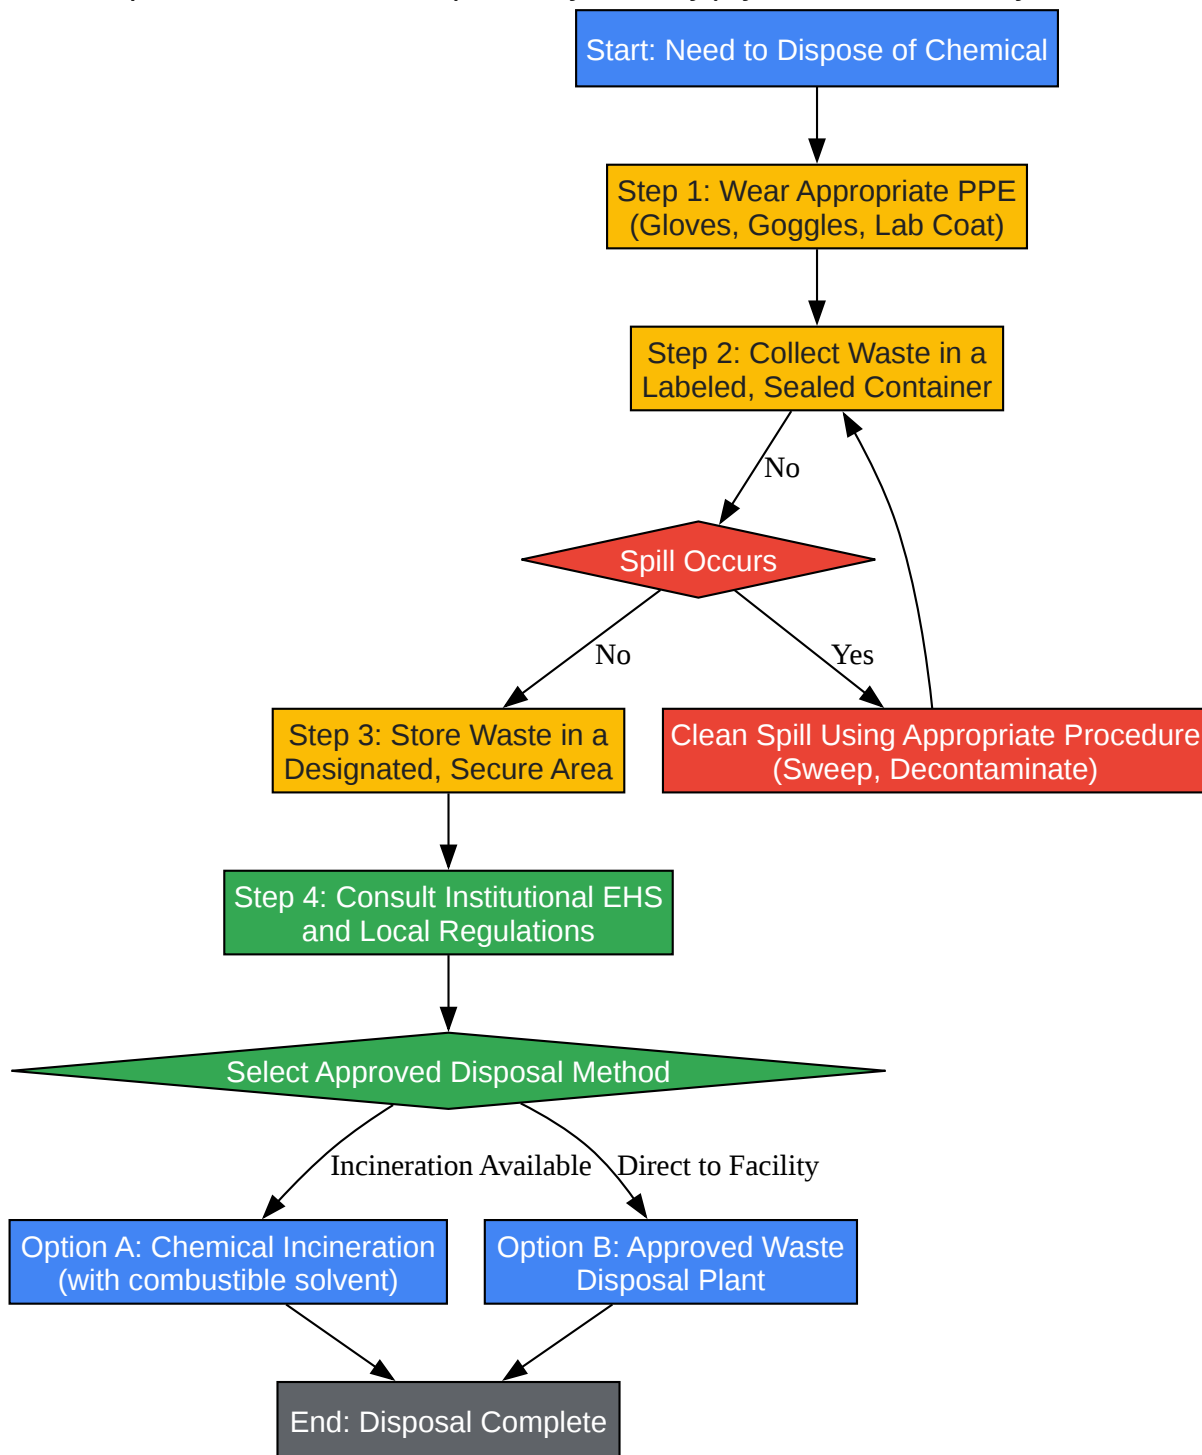 Start: Need to Dispose of Chemical
Step 1: Wear Appropriate PPE
(Gloves, Goggles, Lab Coat)
Step 2: Collect Waste in a
Labeled, Sealed Container
No
Spill Occurs
No
Yes
Step 3: Store Waste in a
Designated, Secure Area
Clean Spill Using Appropriate Procedure
(Sweep, Decontaminate)
Step 4: Consult Institutional EHS
and Local Regulations
Select Approved Disposal Method
Incineration Available
Direct to Facility
Option A: Chemical Incineration
(with combustible solvent)
Option B: Approved Waste
Disposal Plant
End: Disposal Complete